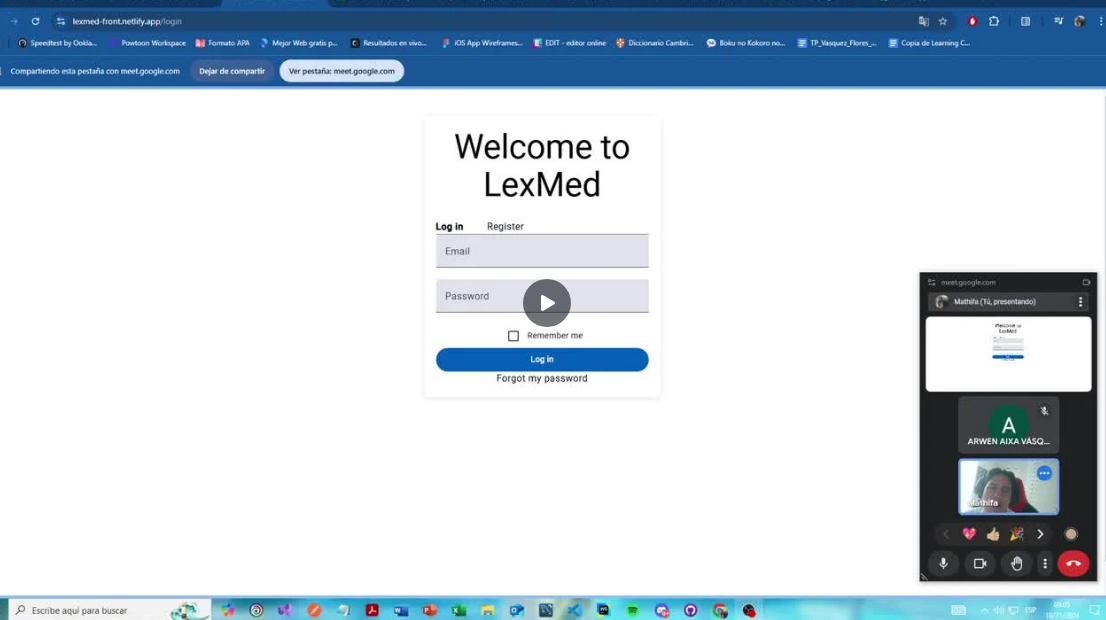 lexmed-front.netlify.app/login
Speedtest by Ookla...
Powtoon Workspace
Formato APA
Mejor Web gratis p...
Resultados en vivo...
iOS App Wireframes...
EDIT - editor online
Diccionario Cambri...
Boku no Kokoro no...
TP_Vasquez_Flores_...
Copia de Learning C...
Compartiendo esta pestaña con meet.google.com
Dejar de compartir
Ver pestaña: meet.google.com
Welcome to
LexMed
Log in
Register
Email
Password
Remember me
Log in
Forgot my password
meet.google.com
Mathifa (Tú, presentando)
Welcome to
LexMed
A
ARWEN AIXA VÁSQ...
Mathifa
Escribe aquí para buscar
ESP